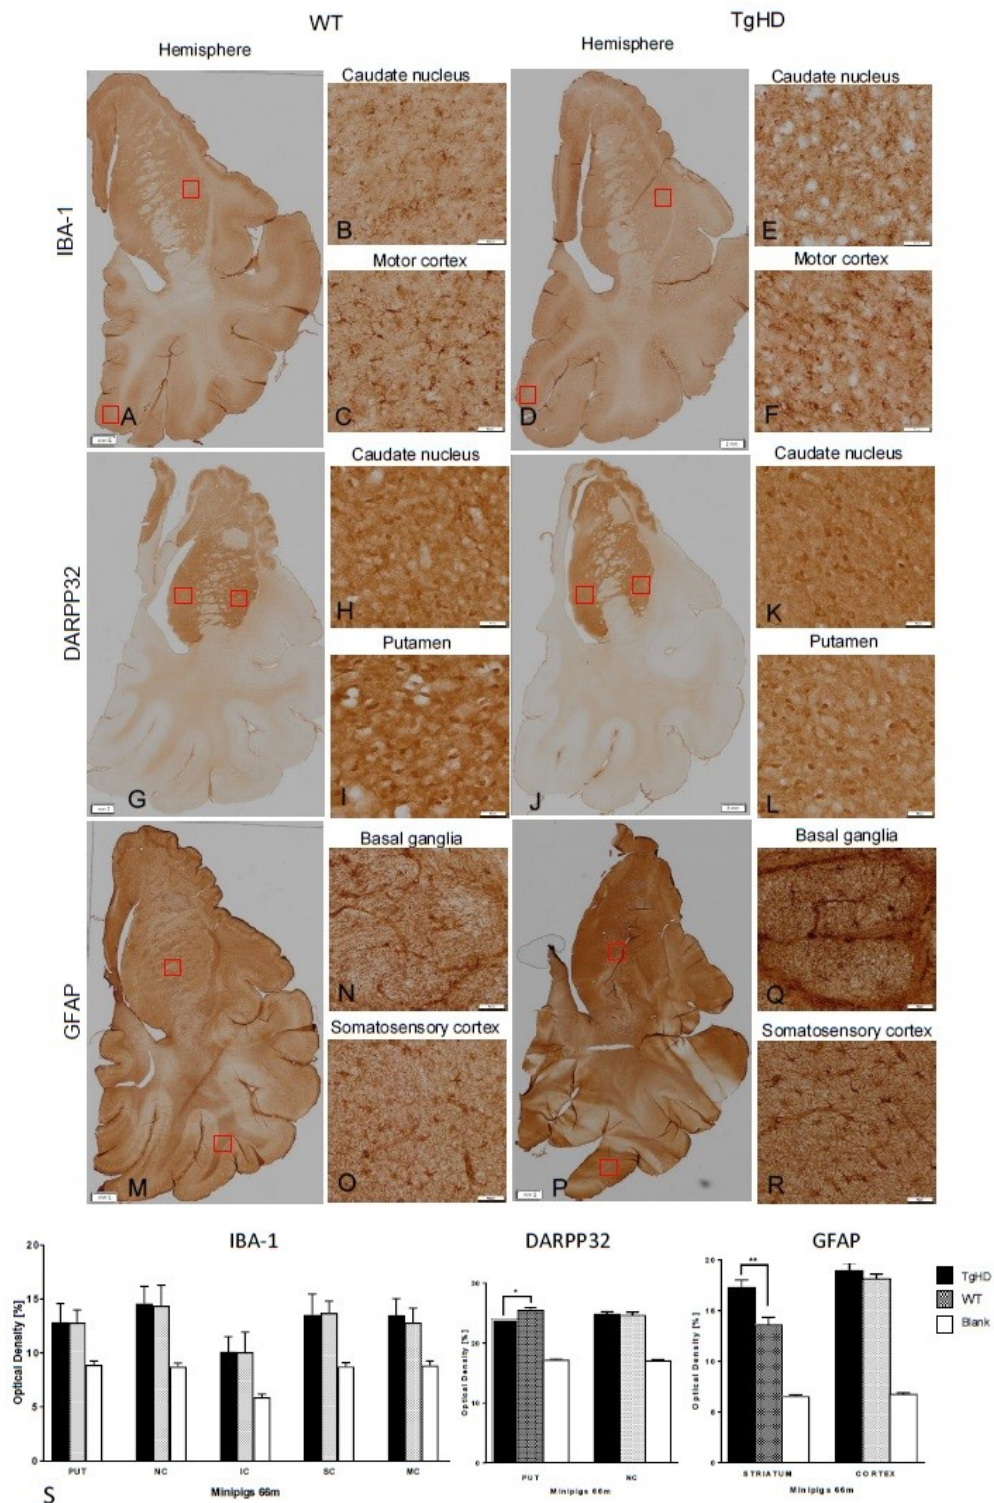 WT
TgHD
Hemisphere
Hemisphere
Caudate nucleus
Caudate nucleus
IBA-1
B
E
Motor cortex
Motor cortex
A
C
D
F
2 mm
Caudate nucleus
Caudate nucleus
DARPP32
H
K
Putamen
Putamen
G
I
J
L
Basal ganglia
Basal ganglia
GFAP
N
Q
Somatosensory cortex
Somatosensory cortex
M
O
P
R
IBA-1
DARPP32
GFAP
Optical Density [%]
20
15
10
5
0
PUT NC IC SC MC
Minipigs 66m
Optical Density [%]
*
PUT NC
Minipigs 66m
Optical Density [%]
**
STRIATUM CORTEX
Minipigs 66m
TgHD
WT
Blank
S